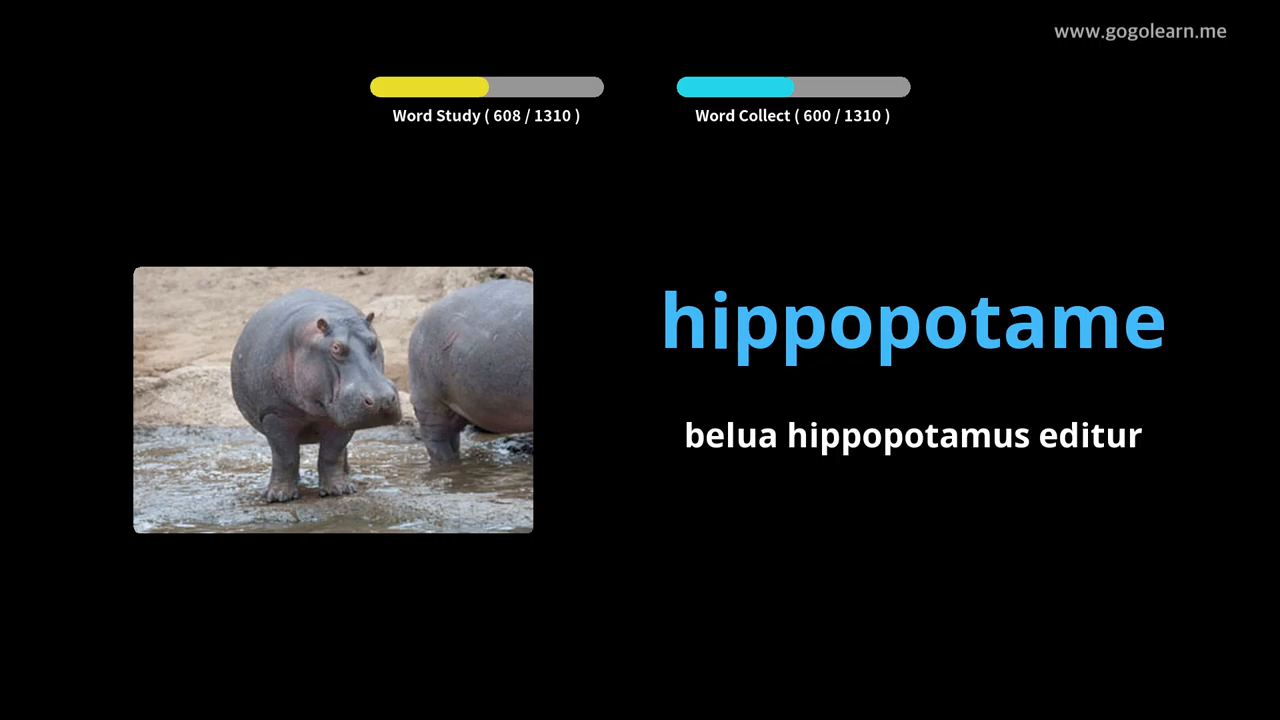 www.gogolearn.me
Word Study ( 608 / 1310 )
Word Collect ( 600 / 1310 )
hippopotame
belua hippopotamus editur